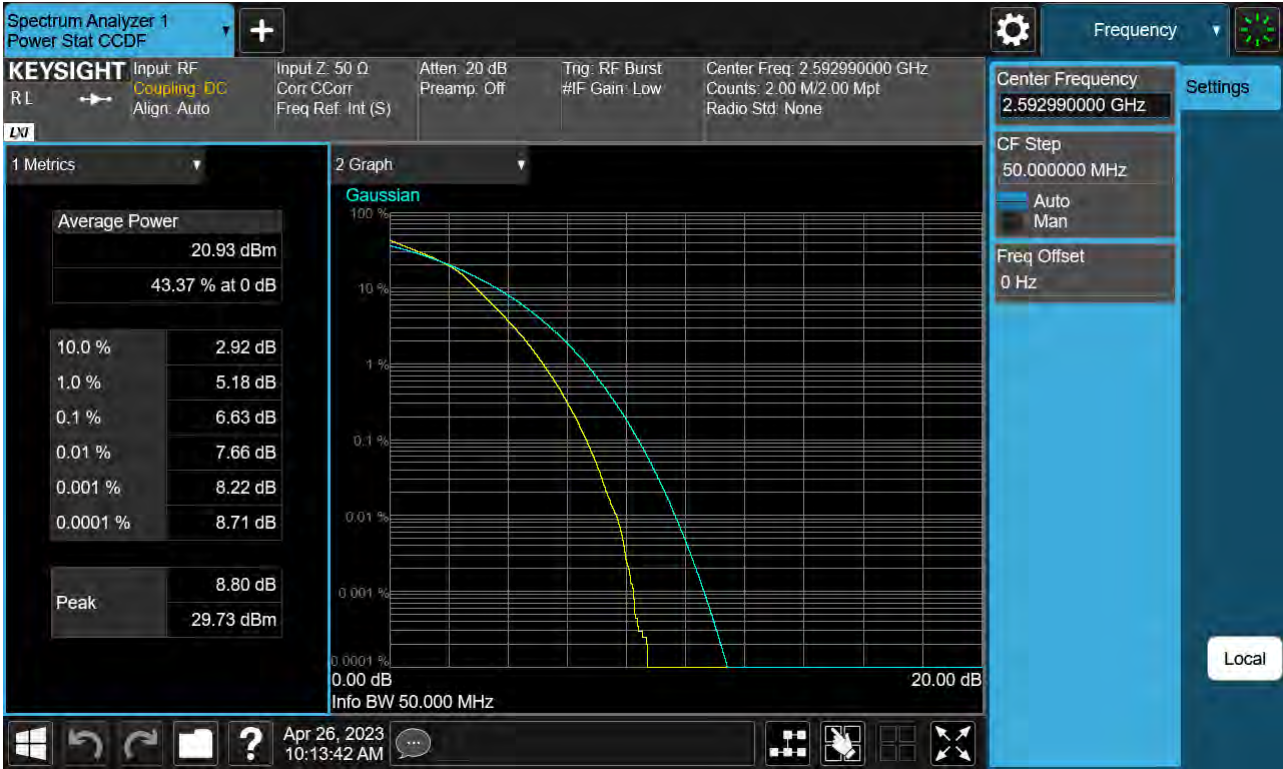 Spectrum Analyzer 1
Power Stat CCDF
Frequency
KEYSIGHT
RL
LXI
Input: RF
Coupling: DC
Align: Auto
Input Z: 50 Ω
Corr CCorr
Freq Ref: Int (S)
Atten: 20 dB
Preamp: Off
Trig: RF Burst
#IF Gain: Low
Center Freq: 2.592990000 GHz
Counts: 2.00 M/2.00 Mpt
Radio Std: None
Center Frequency
2.592990000 GHz
Settings
CF Step
50.000000 MHz
Auto
Man
Freq Offset
0 Hz
Local
1 Metrics
Average Power
20.93 dBm
43.37 % at 0 dB
10.0 % 2.92 dB
1.0 % 5.18 dB
0.1 % 6.63 dB
0.01 % 7.66 dB
0.001 % 8.22 dB
0.0001 % 8.71 dB
Peak
8.80 dB
29.73 dBm
2 Graph
Gaussian
100 %
10 %
1 %
0.1 %
0.01 %
0.001 %
0.0001 %
0.00 dB 20.00 dB
Info BW 50.000 MHz
Apr 26, 2023
10:13:42 AM